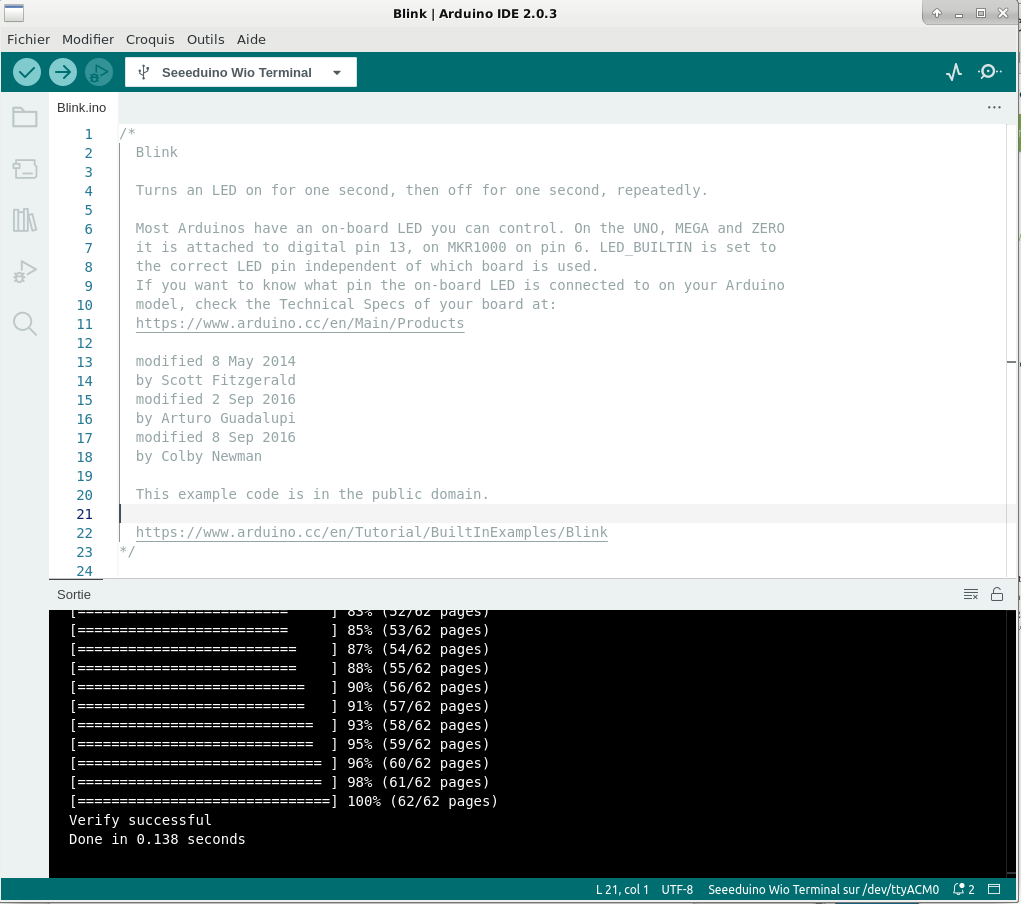 Blink | Arduino IDE 2.0.3
Fichier Modifier Croquis Outils Aide
Seeeduino Wio Terminal
Blink.ino
1 /*
2 Blink
3
4 Turns an LED on for one second, then off for one second, repeatedly.
5
6 Most Arduinos have an on-board LED you can control. On the UNO, MEGA and ZERO
7 it is attached to digital pin 13, on MKR1000 on pin 6. LED_BUILTIN is set to
8 the correct LED pin independent of which board is used.
9 If you want to know what pin the on-board LED is connected to on your Arduino
10 model, check the Technical Specs of your board at:
11 https://www.arduino.cc/en/Main/Products
12
13 modified 8 May 2014
14 by Scott Fitzgerald
15 modified 2 Sep 2016
16 by Arturo Guadalupi
17 modified 8 Sep 2016
18 by Colby Newman
19
20 This example code is in the public domain.
21
22 https://www.arduino.cc/en/Tutorial/BuiltInExamples/Blink
23 */
24
Sortie
[=========================     ] 83% (52/62 pages)
[=========================     ] 85% (53/62 pages)
[==========================    ] 87% (54/62 pages)
[==========================    ] 88% (55/62 pages)
[===========================   ] 90% (56/62 pages)
[===========================   ] 91% (57/62 pages)
[============================  ] 93% (58/62 pages)
[============================  ] 95% (59/62 pages)
[============================= ] 96% (60/62 pages)
[============================= ] 98% (61/62 pages)
[==============================] 100% (62/62 pages)
Verify successful
Done in 0.138 seconds
L 21, col 1 UTF-8 Seeeduino Wio Terminal sur /dev/ttyACM0 2